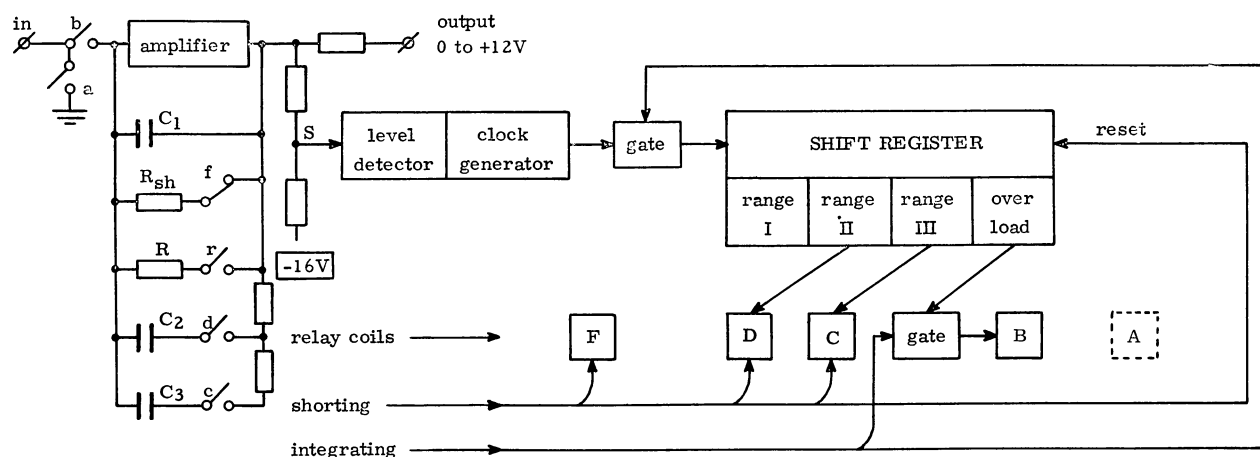 in
b
amplifier
output
0 to +12V
a
C1
S
level
detector
clock
generator
gate
SHIFT REGISTER
reset
Rsh
f
range
I
range
II
range
III
over
load
R
r
-16V
C2
d
relay coils
F
D
C
gate
B
A
C3
c
shorting
integrating